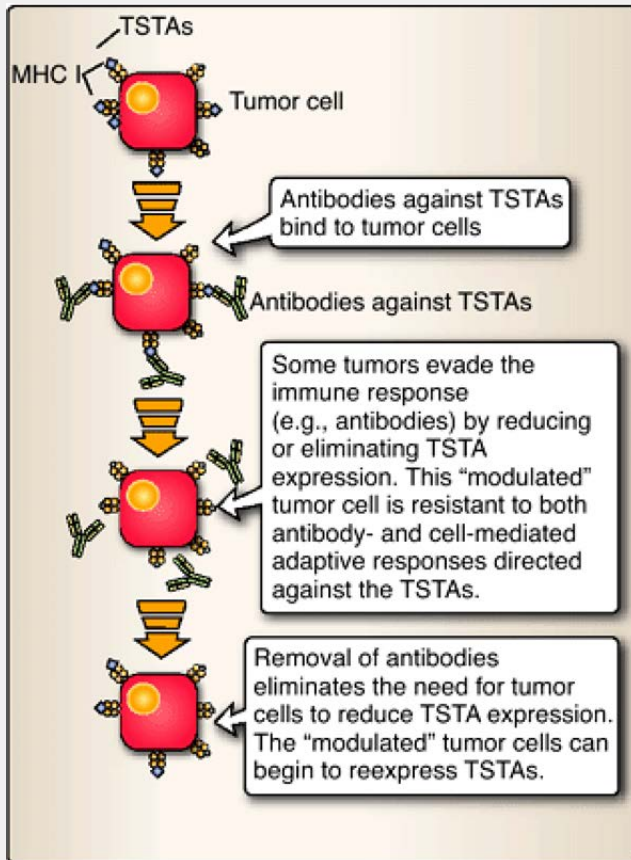 TSTAs
MHC I
Tumor cell
Antibodies against TSTAs
bind to tumor cells
Antibodies against TSTAs
Some tumors evade the
immune response
(e.g., antibodies) by reducing
or eliminating TSTA
expression. This “modulated”
tumor cell is resistant to both
antibody- and cell-mediated
adaptive responses directed
against the TSTAs.
Removal of antibodies
eliminates the need for tumor
cells to reduce TSTA expression.
The “modulated” tumor cells can
begin to reexpress TSTAs.